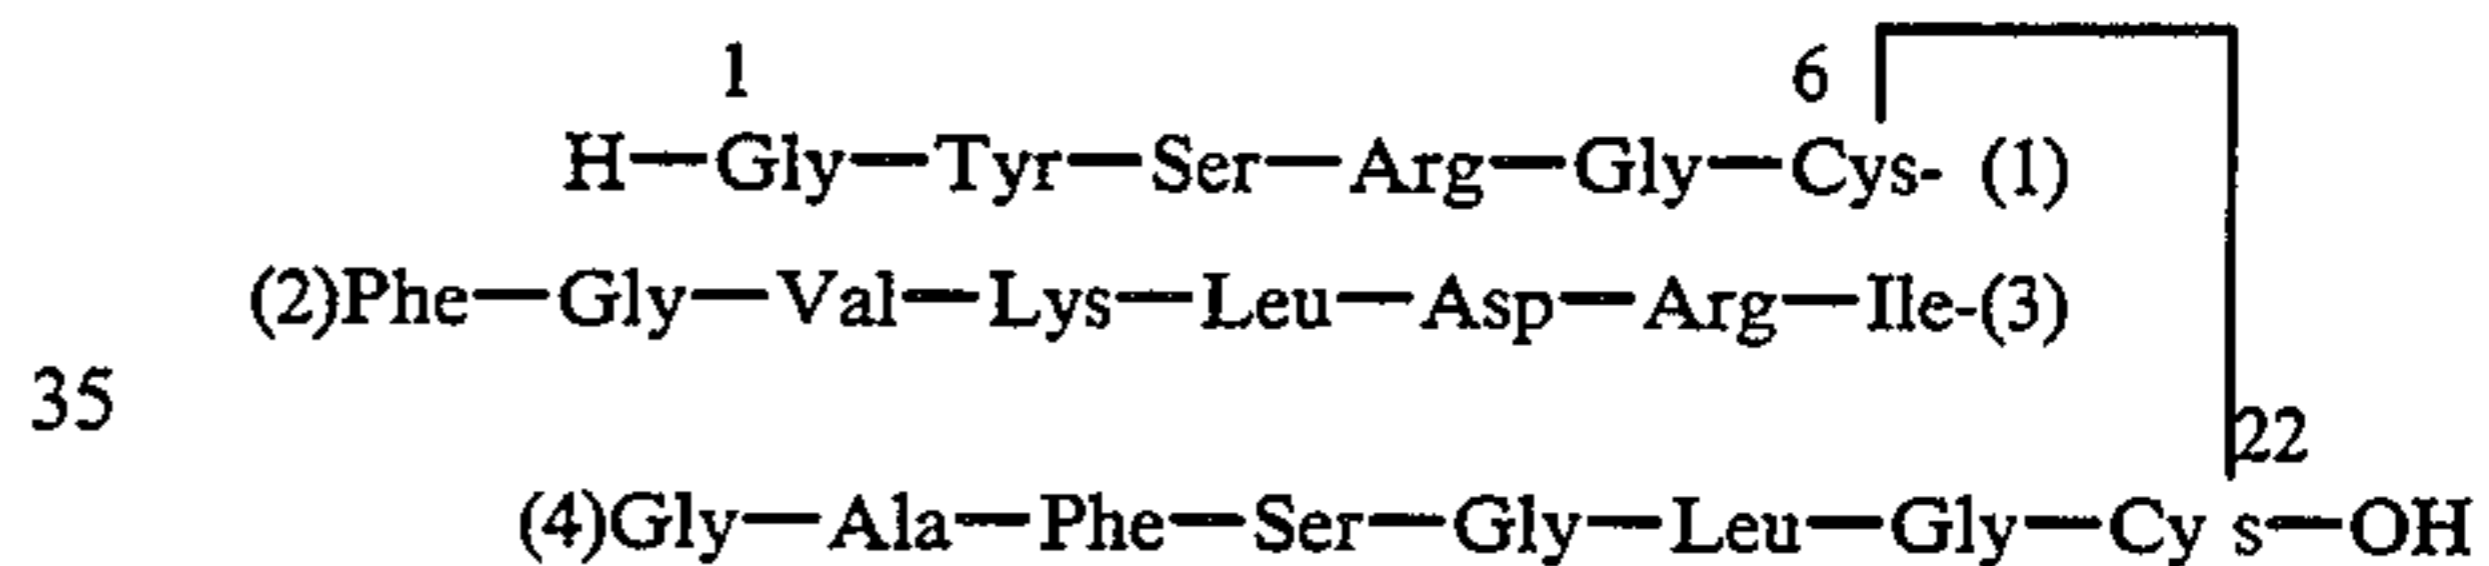 1 6
H—Gly—Tyr—Ser—Arg—Gly—Cys- (1)
(2)Phe—Gly—Val—Lys—Leu—Asp—Arg—Ile-(3)
35
22
(4)Gly—Ala—Phe—Ser—Gly—Leu—Gly—Cy s—OH